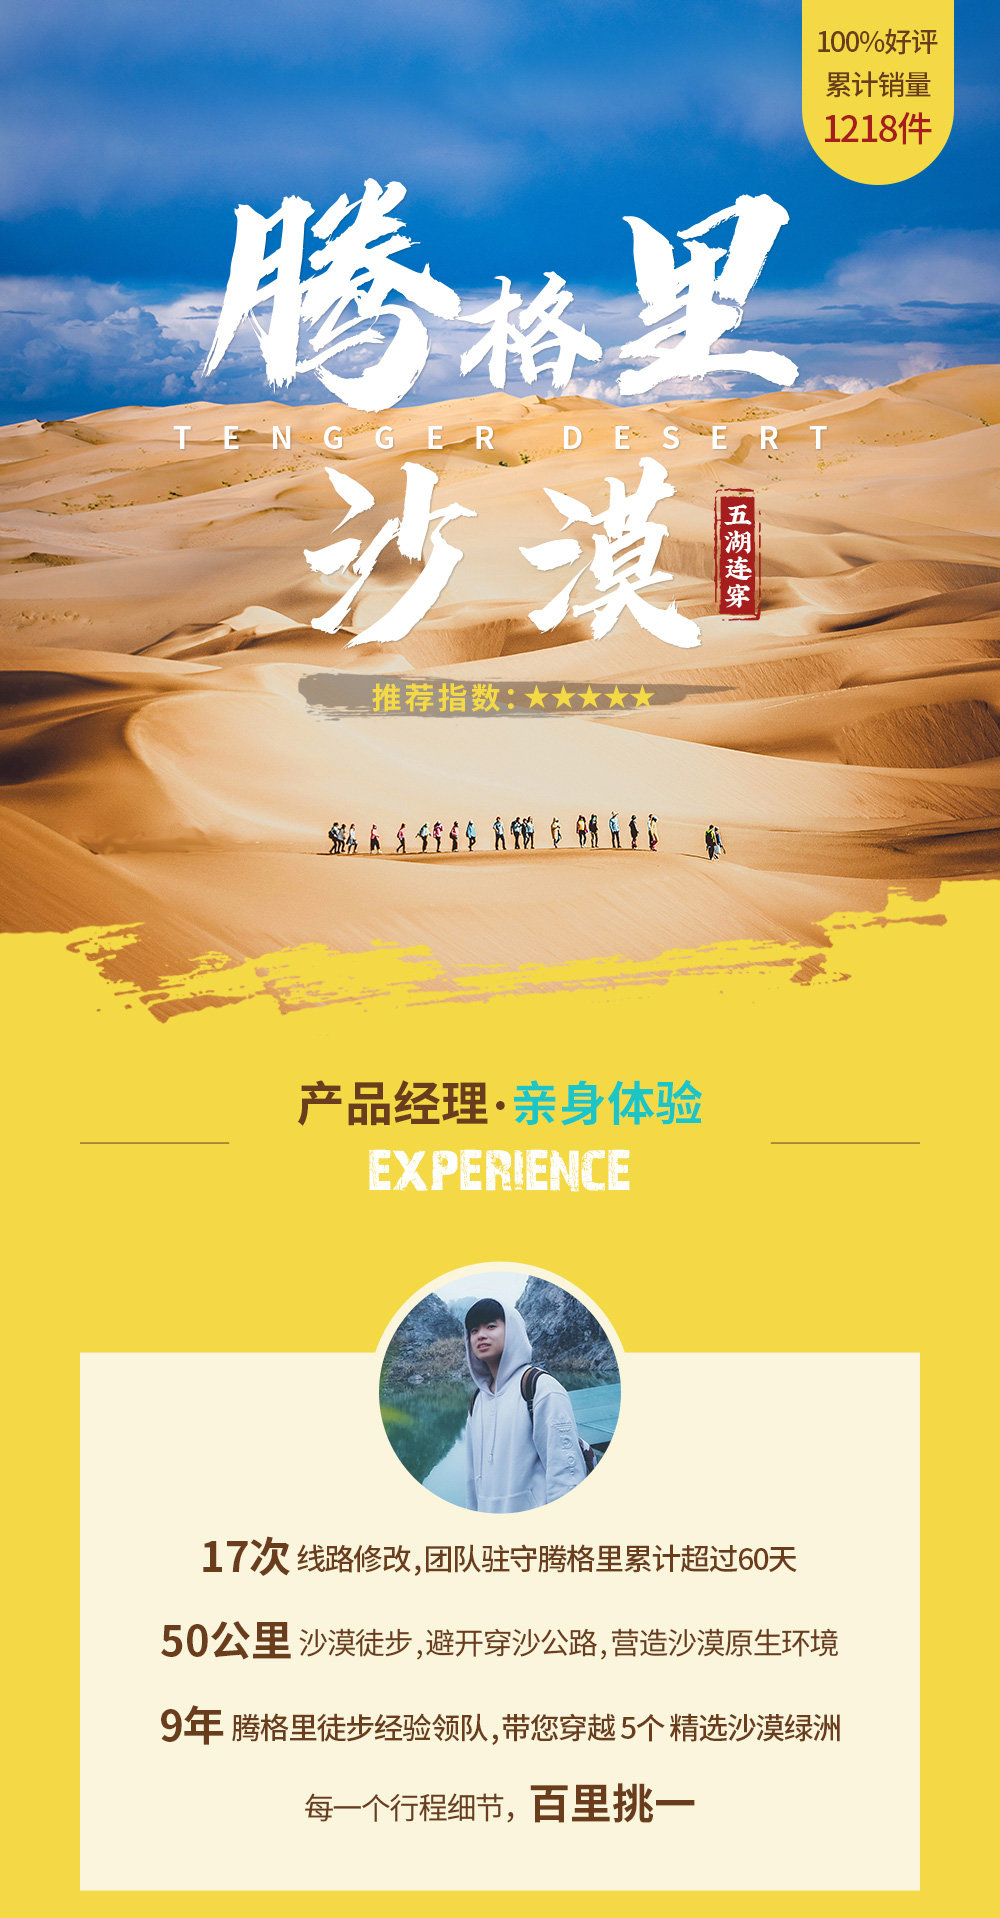 100%好评
累计销量
1218件
腾格里
TENGGER DESERT
沙漠
五湖连穿
推荐指数：★★★★★
产品经理·亲身体验
EXPERIENCE
17次 线路修改,团队驻守腾格里累计超过60天
50公里 沙漠徒步,避开穿沙公路,营造沙漠原生环境
9年 腾格里徒步经验领队,带您穿越5个 精选沙漠绿洲
每一个行程细节，百里挑一